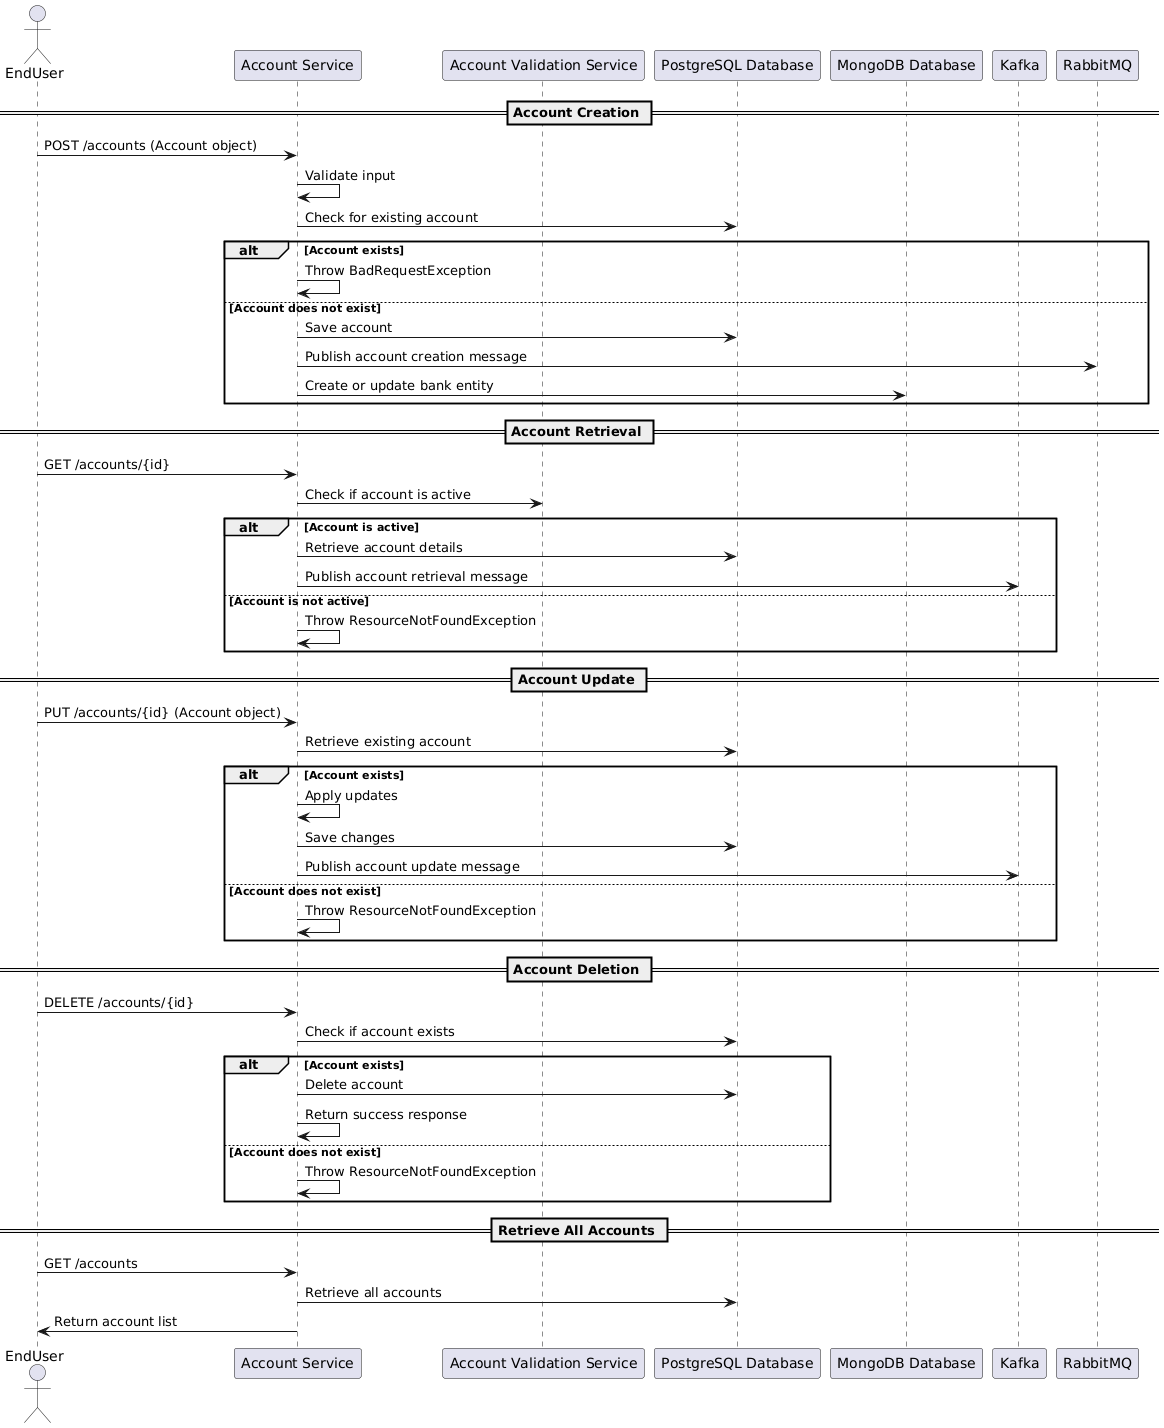 EndUser
Account Service
Account Validation Service
PostgreSQL Database
MongoDB Database
Kafka
RabbitMQ
Account Creation
POST /accounts (Account object)
Validate input
Check for existing account
alt
[Account exists]
Throw BadRequestException
[Account does not exist]
Save account
Publish account creation message
Create or update bank entity
Account Retrieval
GET /accounts/{id}
Check if account is active
alt
[Account is active]
Retrieve account details
Publish account retrieval message
[Account is not active]
Throw ResourceNotFoundException
Account Update
PUT /accounts/{id} (Account object)
Retrieve existing account
alt
[Account exists]
Apply updates
Save changes
Publish account update message
[Account does not exist]
Throw ResourceNotFoundException
Account Deletion
DELETE /accounts/{id}
Check if account exists
alt
[Account exists]
Delete account
Return success response
[Account does not exist]
Throw ResourceNotFoundException
Retrieve All Accounts
GET /accounts
Retrieve all accounts
Return account list
EndUser
Account Service
Account Validation Service
PostgreSQL Database
MongoDB Database
Kafka
RabbitMQ